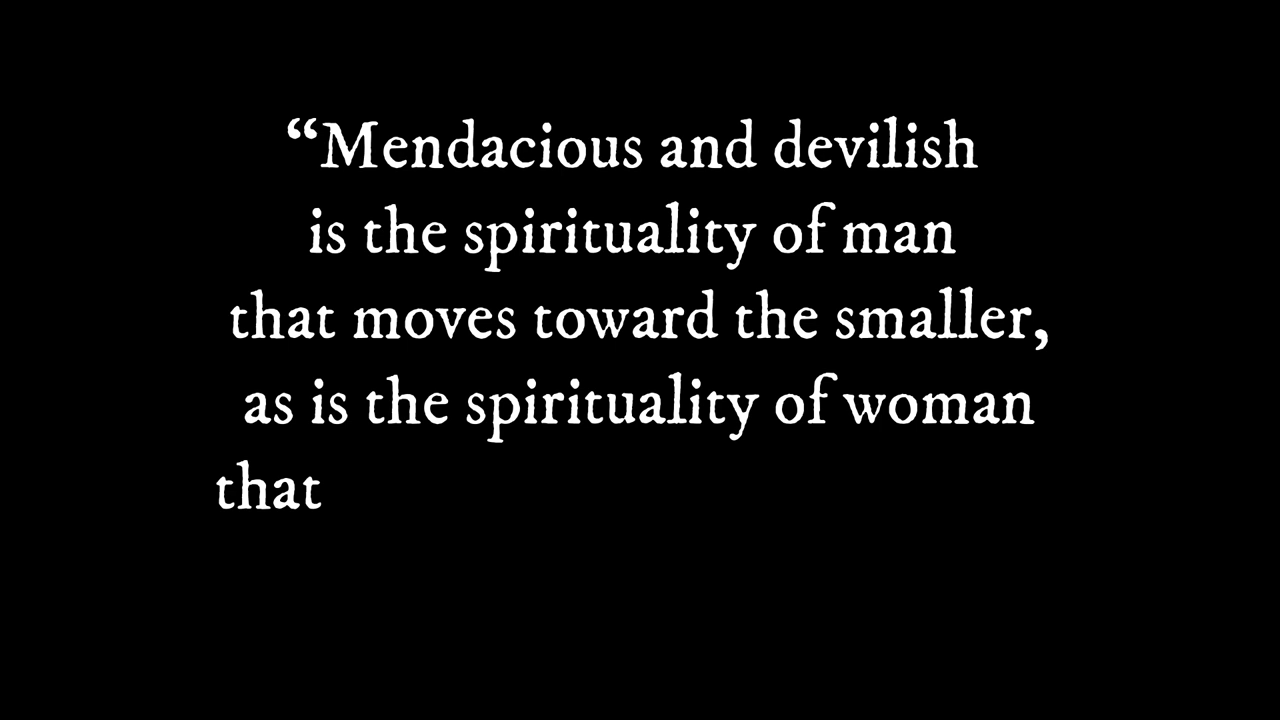 “Mendacious and devilish
is the spirituality of man
that moves toward the smaller,
as is the spirituality of woman
that